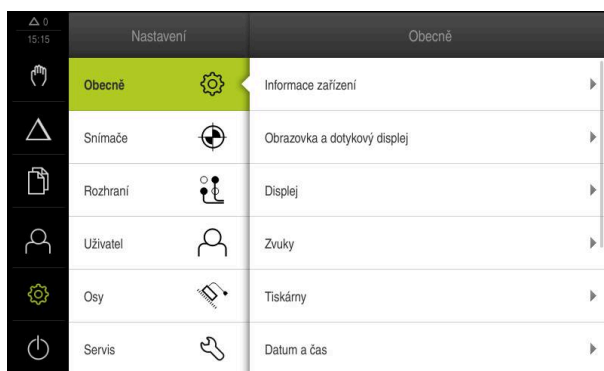 0
15:15
Nastavení
Obecně
Obecně
Informace zařízení
Snímače
Obrazovka a dotykový displej
Rozhraní
Displej
Uživatel
Zvuky
Osy
Tiskárny
Servis
Datum a čas